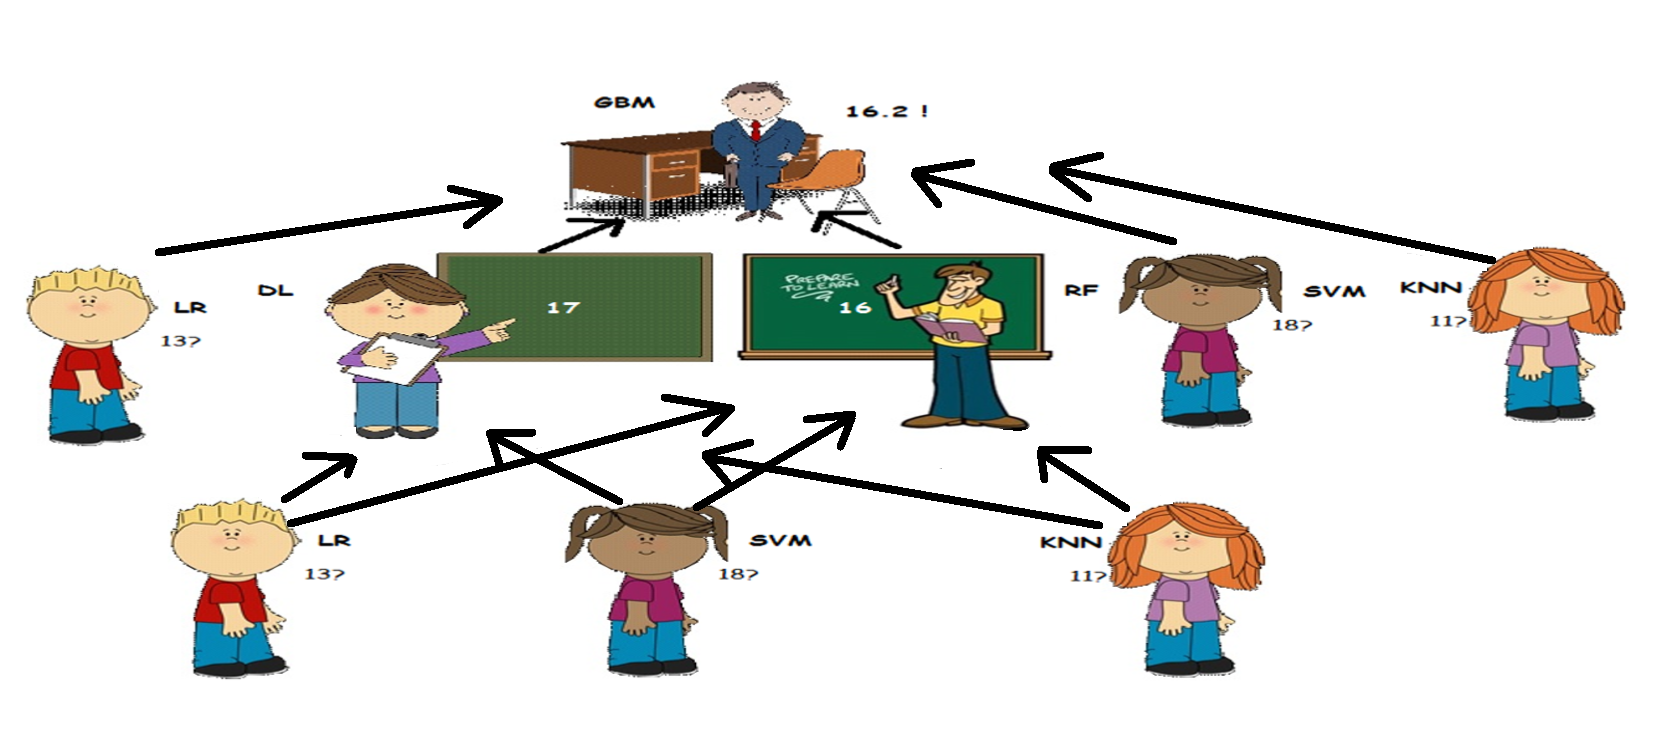 GBM
16.2 !
LR
13?
DL
17
PREPARE
TO LEARN
16
RF
SVM
18?
KNN
11?
LR
13?
SVM
18?
KNN
11?